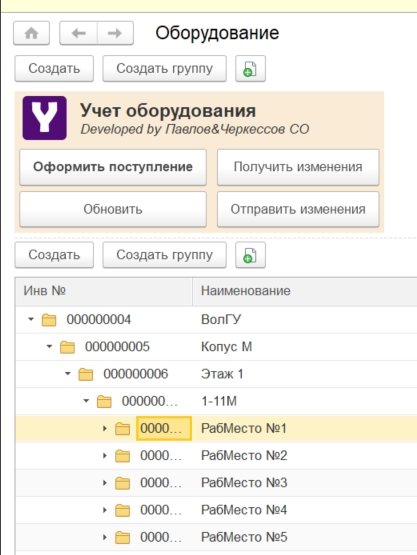 Оборудование
Создать Создать группу
Учет оборудования
Developed by Павлов&Черкессов СО
Оформить поступление Получить изменения
Обновить Отправить изменения
Создать Создать группу
Инв № Наименование
000000004 ВолГУ
000000005 Копус М
000000006 Этаж 1
000000... 1-11М
0000... РабМесто №1
0000... РабМесто №2
0000... РабМесто №3
0000... РабМесто №4
0000... РабМесто №5